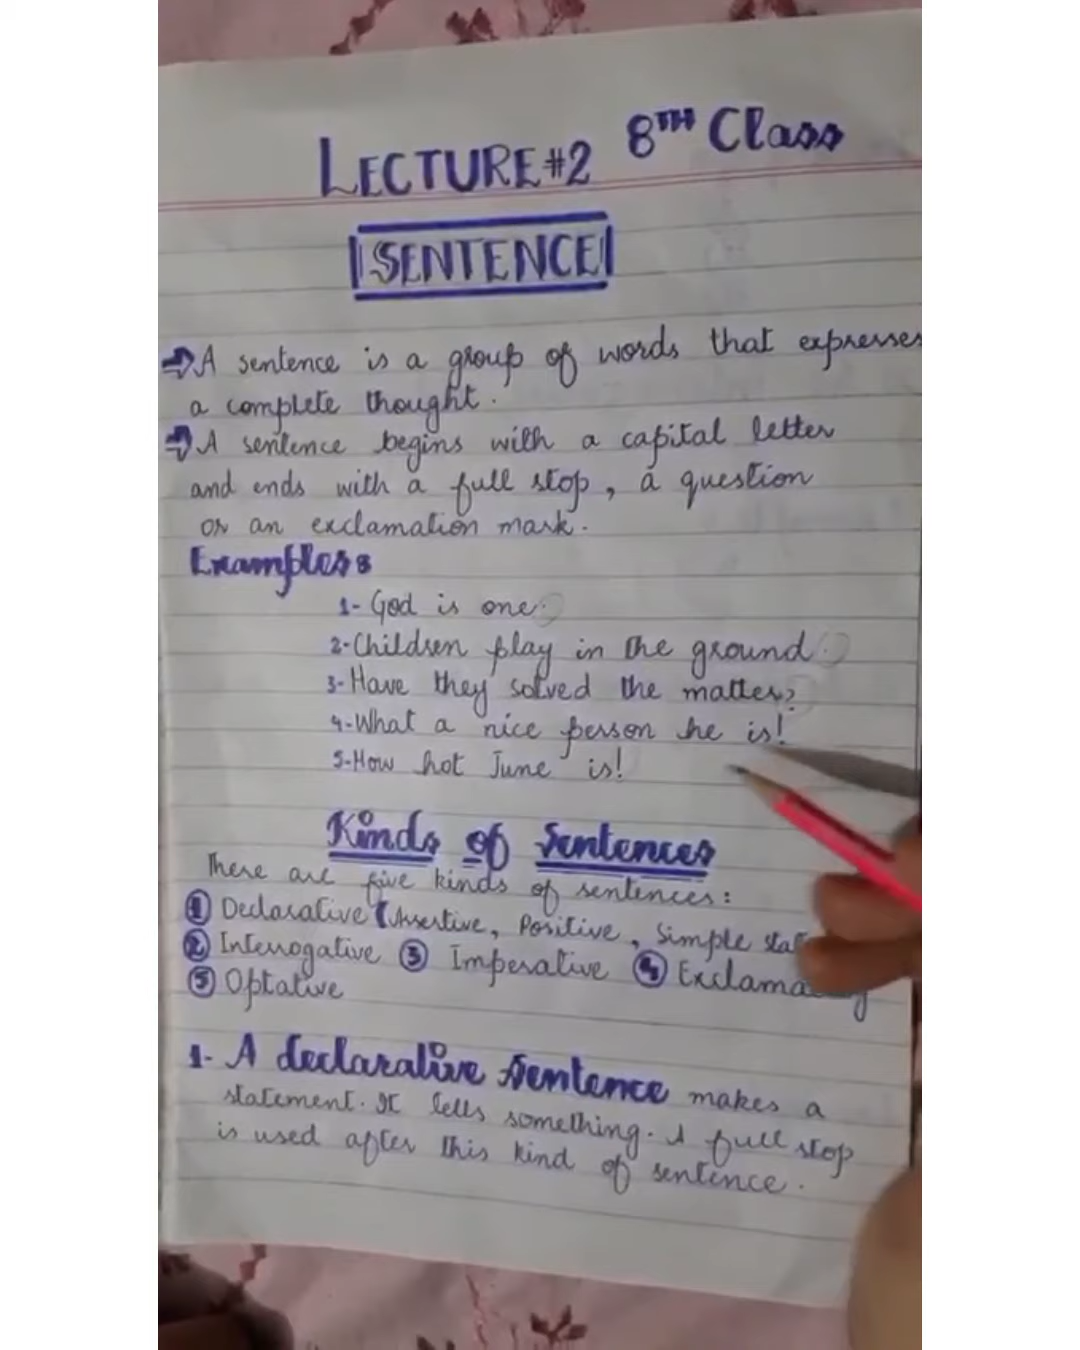 LECTURE#2 8TH Class
SENTENCE
⇒ A sentence is a group of words that expresses
a complete thought.
⇒ A sentence begins with a capital letter
and ends with a full stop, a question
or an exclamation mark.
Examples:
1- God is one.
2- Children play in the ground.
3- Have they solved the matter?
4- What a nice person he is!
5- How hot June is!
Kinds of Sentences
There are five kinds of sentences:
① Declarative (Assertive, Positive, Simple
② Interrogative ③ Imperative ④ Exclamatory
⑤ Optative
1- A declarative Sentence makes a
statement. It tells something. A full stop
is used after this kind of sentence.